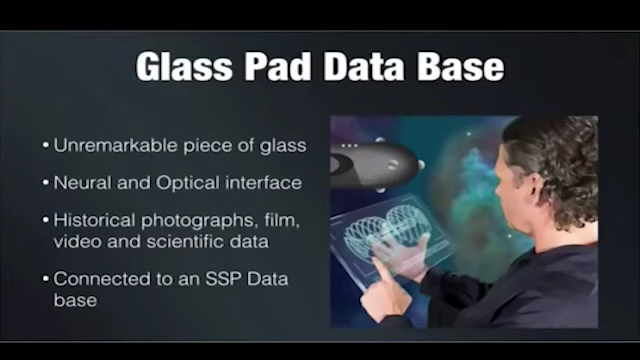 Glass Pad Data Base
• Unremarkable piece of glass
• Neural and Optical interface
• Historical photographs, film,
video and scientific data
• Connected to an SSP Data
base